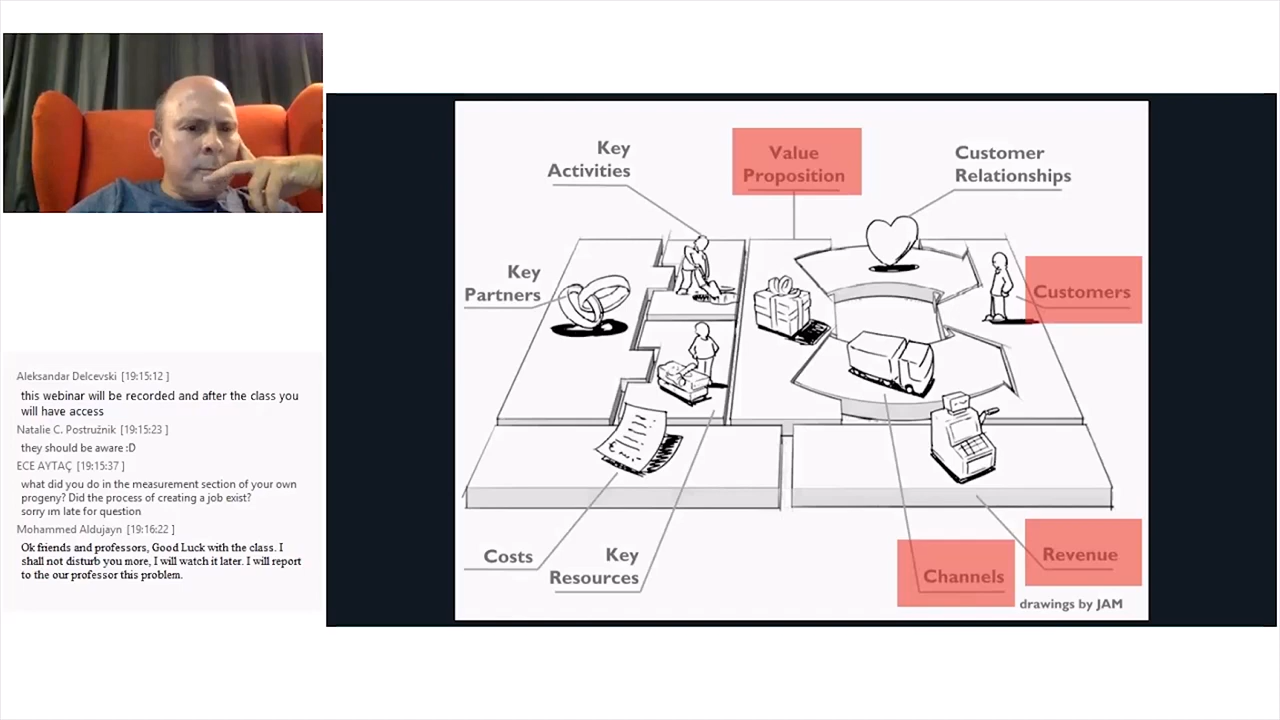 Aleksandar Delcevski [19:15:12 ]
this webinar will be recorded and after the class you
will have access
Natalie C. Postružnik [19:15:23 ]
they should be aware :D
ECE AYTAÇ [19:15:37 ]
what did you do in the measurement section of your own
progeny? Did the process of creating a job exist?
sorry ım late for question
Mohammed Aldujayn [19:16:22 ]
Ok friends and professors, Good Luck with the class. I
shall not disturb you more, I will watch it later. I will report
to the our professor this problem.
Key
Activities
Value
Proposition
Customer
Relationships
Key
Partners
Customers
Costs
Key
Resources
Channels
Revenue
drawings by JAM